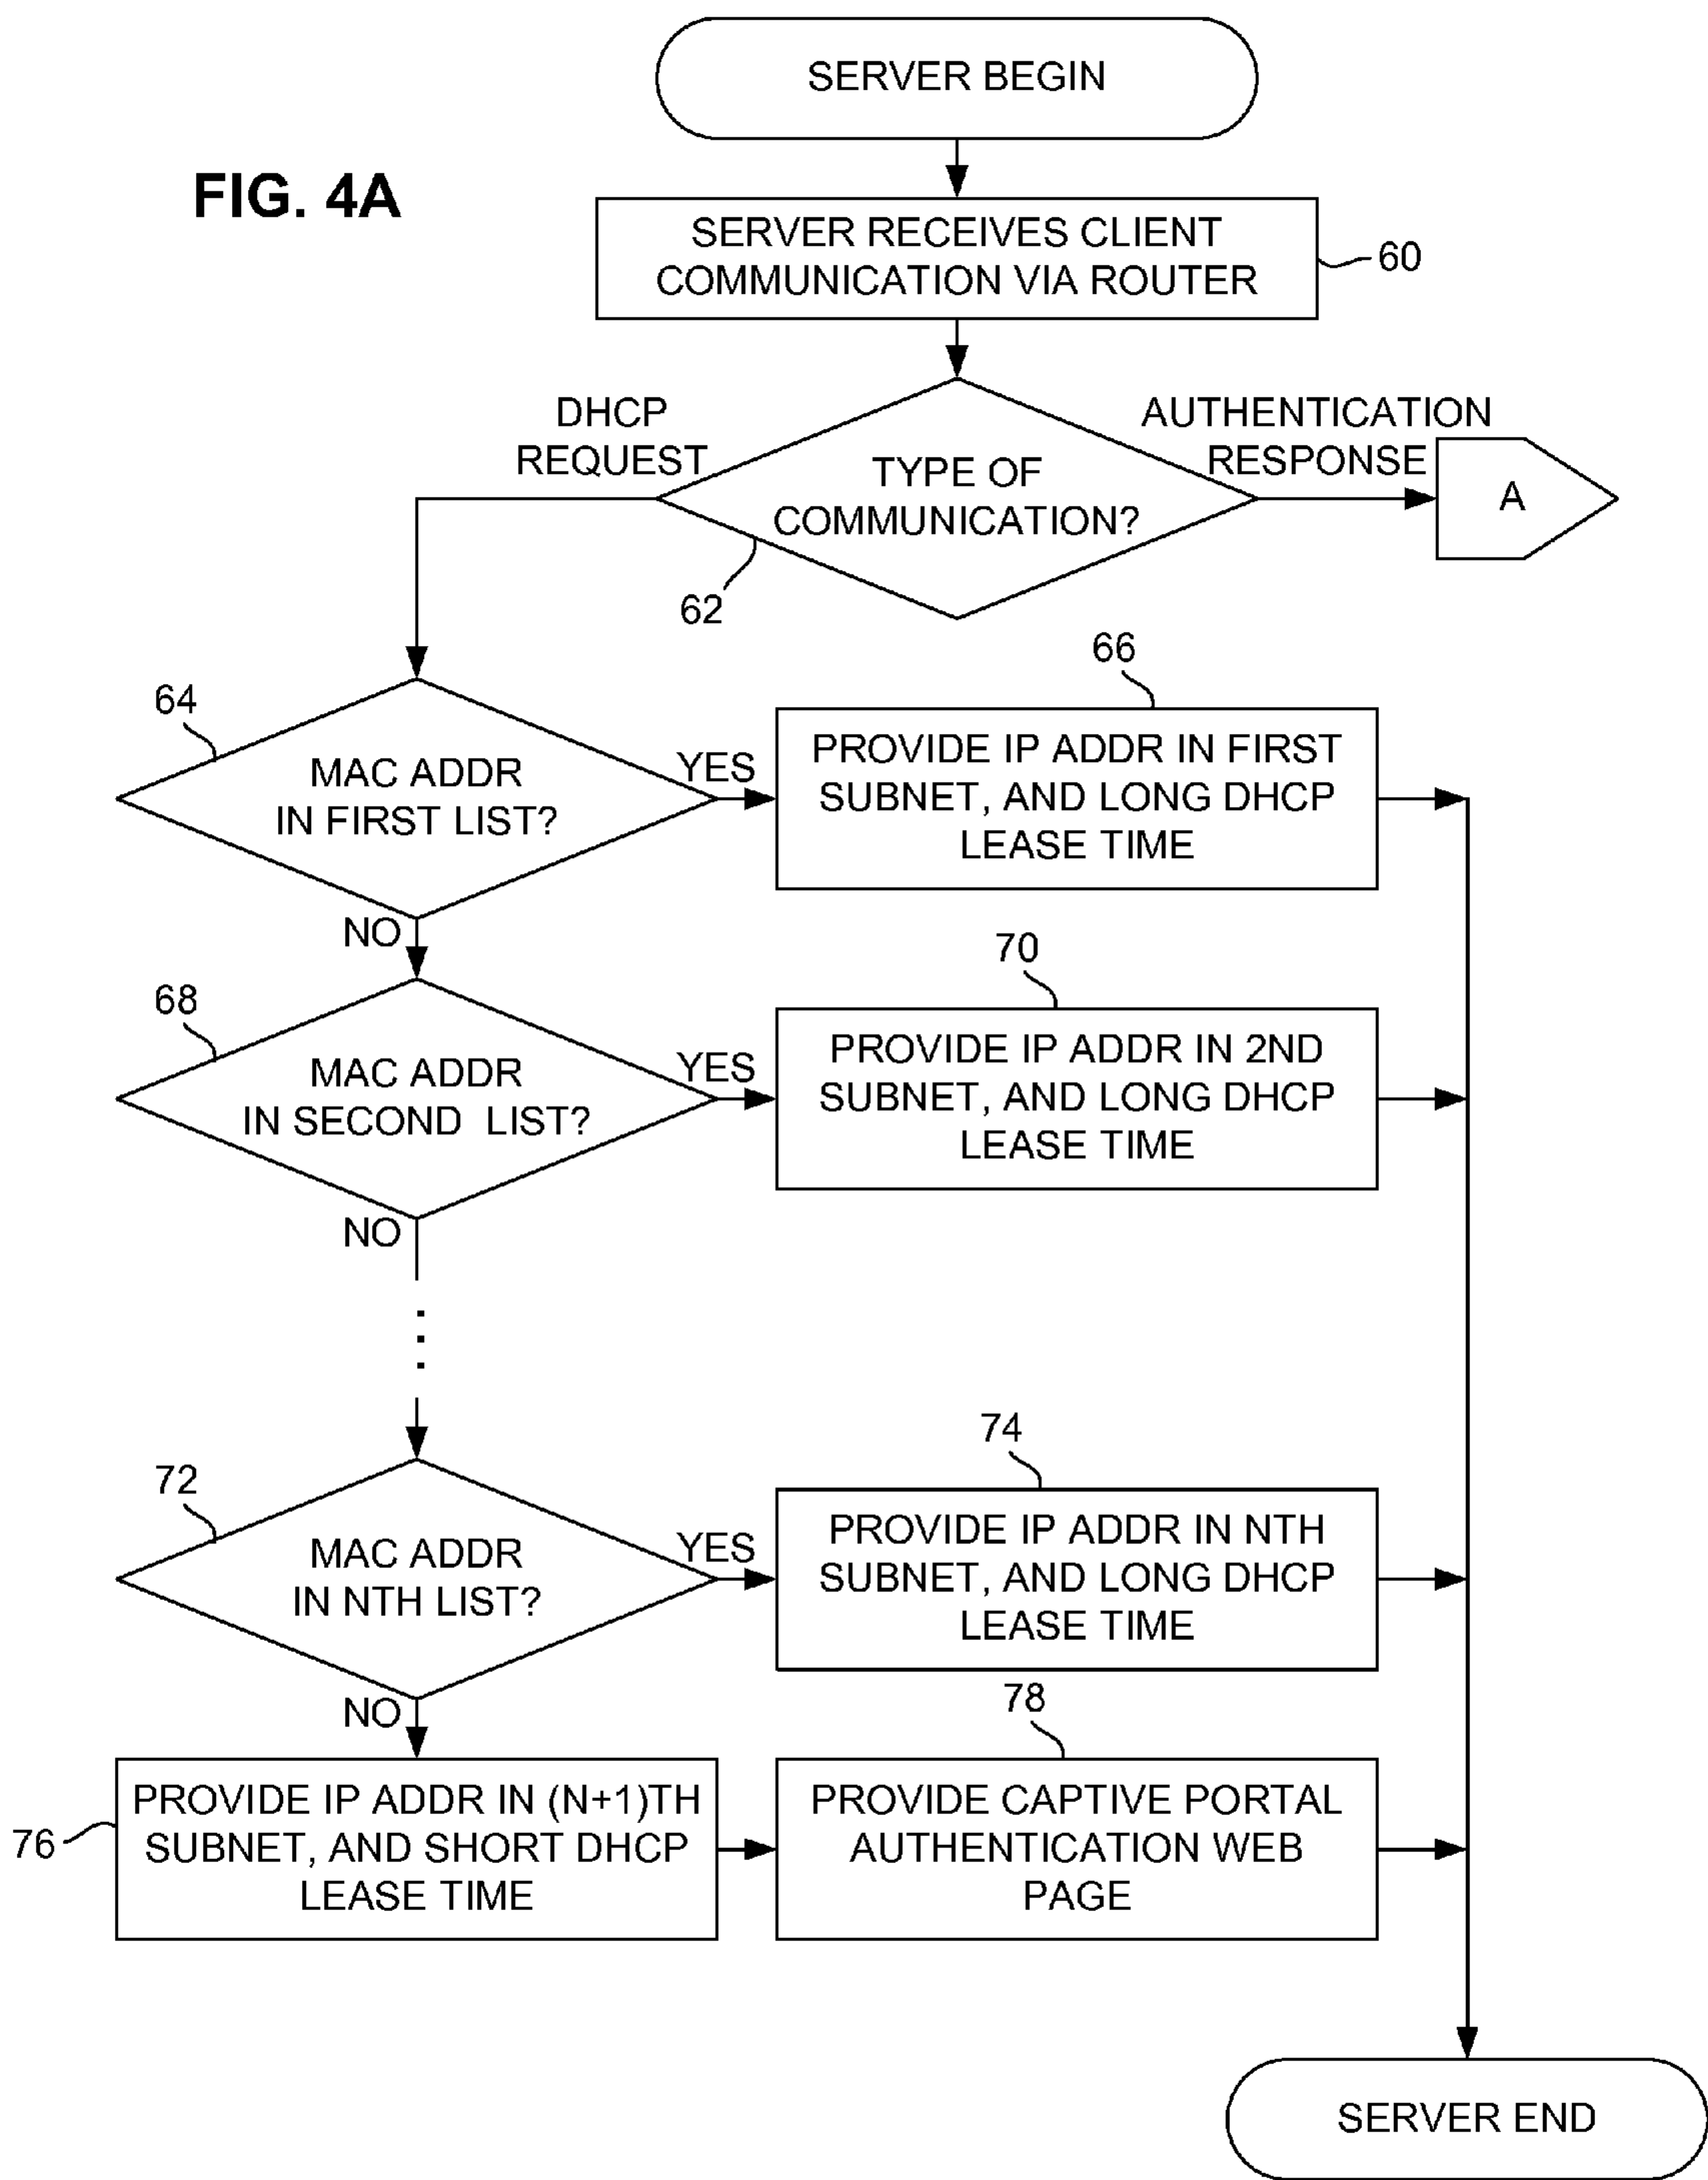 SERVER BEGIN
FIG. 4A
SERVER RECEIVES CLIENT
COMMUNICATION VIA ROUTER
60
DHCP
REQUEST
AUTHENTICATION
RESPONSE
TYPE OF
COMMUNICATION?
A
62
66
64
MAC ADDR
IN FIRST LIST?
YES
PROVIDE IP ADDR IN FIRST
SUBNET, AND LONG DHCP
LEASE TIME
NO
70
68
MAC ADDR
IN SECOND LIST?
YES
PROVIDE IP ADDR IN 2ND
SUBNET, AND LONG DHCP
LEASE TIME
NO
74
72
MAC ADDR
IN NTH LIST?
YES
PROVIDE IP ADDR IN NTH
SUBNET, AND LONG DHCP
LEASE TIME
NO
78
76
PROVIDE IP ADDR IN (N+1)TH
SUBNET, AND SHORT DHCP
LEASE TIME
PROVIDE CAPTIVE PORTAL
AUTHENTICATION WEB
PAGE
SERVER END